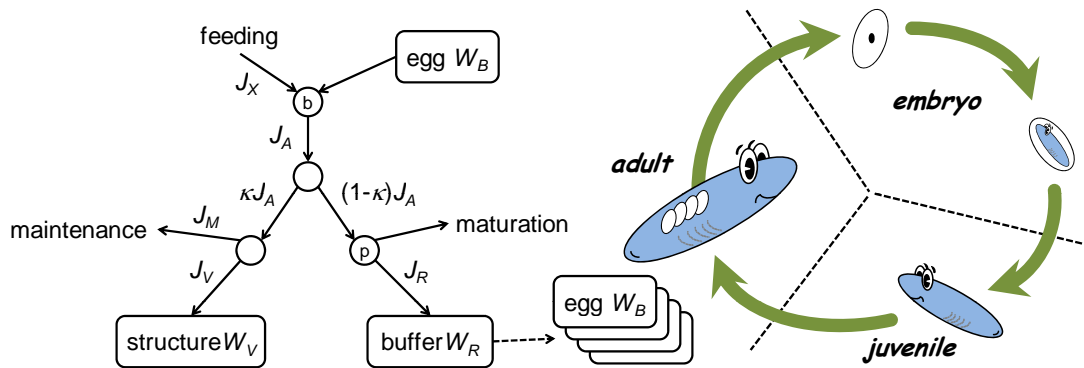 feeding
egg W_B
J_X
b
J_A
κJ_A
(1-κ)J_A
maintenance
J_M
maturation
p
J_V
J_R
structure W_V
buffer W_R
egg W_B
embryo
adult
juvenile